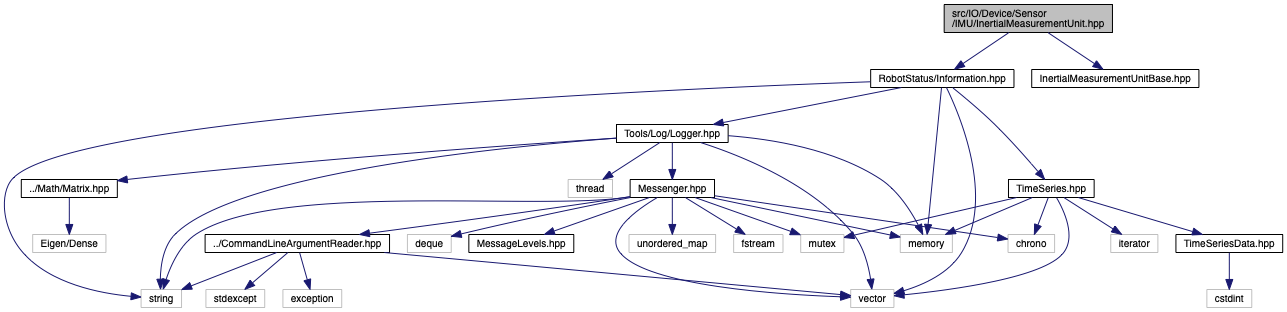 src/IO/Device/Sensor
/IMU/InertialMeasurementUnit.hpp
RobotStatus/Information.hpp
InertialMeasurementUnitBase.hpp
Tools/Log/Logger.hpp
../Math/Matrix.hpp
thread
Messenger.hpp
TimeSeries.hpp
Eigen/Dense
../CommandLineArgumentReader.hpp
deque
MessageLevels.hpp
unordered_map
fstream
mutex
memory
chrono
iterator
TimeSeriesData.hpp
string
stdexcept
exception
vector
cstdint